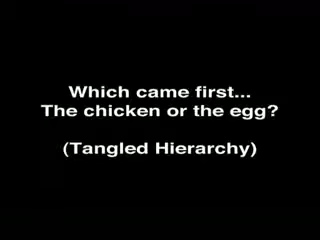 Which came first...
The chicken or the egg?
(Tangled Hierarchy)